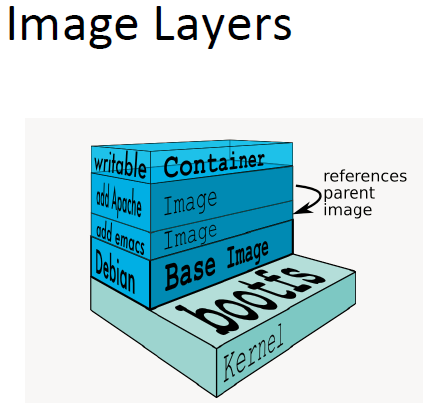 Image Layers
writable Container
references
parent
image
add Apache Image
add emacs Image
Debian Base Image
bootfs
Kernel